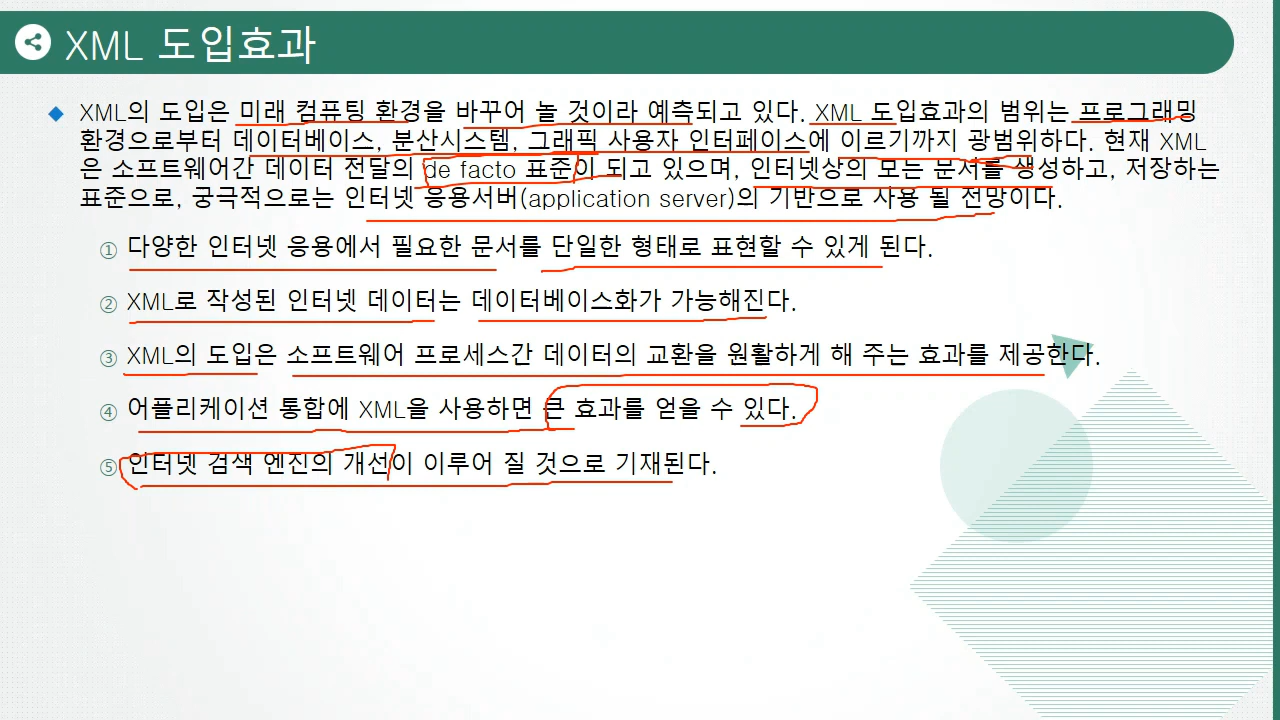 XML 도입효과
XML의 도입은 미래 컴퓨팅 환경을 바꾸어 놀 것이라 예측되고 있다. XML 도입효과의 범위는 프로그래밍
환경으로부터 데이터베이스, 분산시스템, 그래픽 사용자 인터페이스에 이르기까지 광범위하다. 현재 XML
은 소프트웨어간 데이터 전달의 de facto 표준이 되고 있으며, 인터넷상의 모든 문서를 생성하고, 저장하는
표준으로, 궁극적으로는 인터넷 응용서버(application server)의 기반으로 사용 될 전망이다.
① 다양한 인터넷 응용에서 필요한 문서를 단일한 형태로 표현할 수 있게 된다.
② XML로 작성된 인터넷 데이터는 데이터베이스화가 가능해진다.
③ XML의 도입은 소프트웨어 프로세스간 데이터의 교환을 원활하게 해 주는 효과를 제공한다.
④ 어플리케이션 통합에 XML을 사용하면 큰 효과를 얻을 수 있다.
⑤ 인터넷 검색 엔진의 개선이 이루어 질 것으로 기재된다.